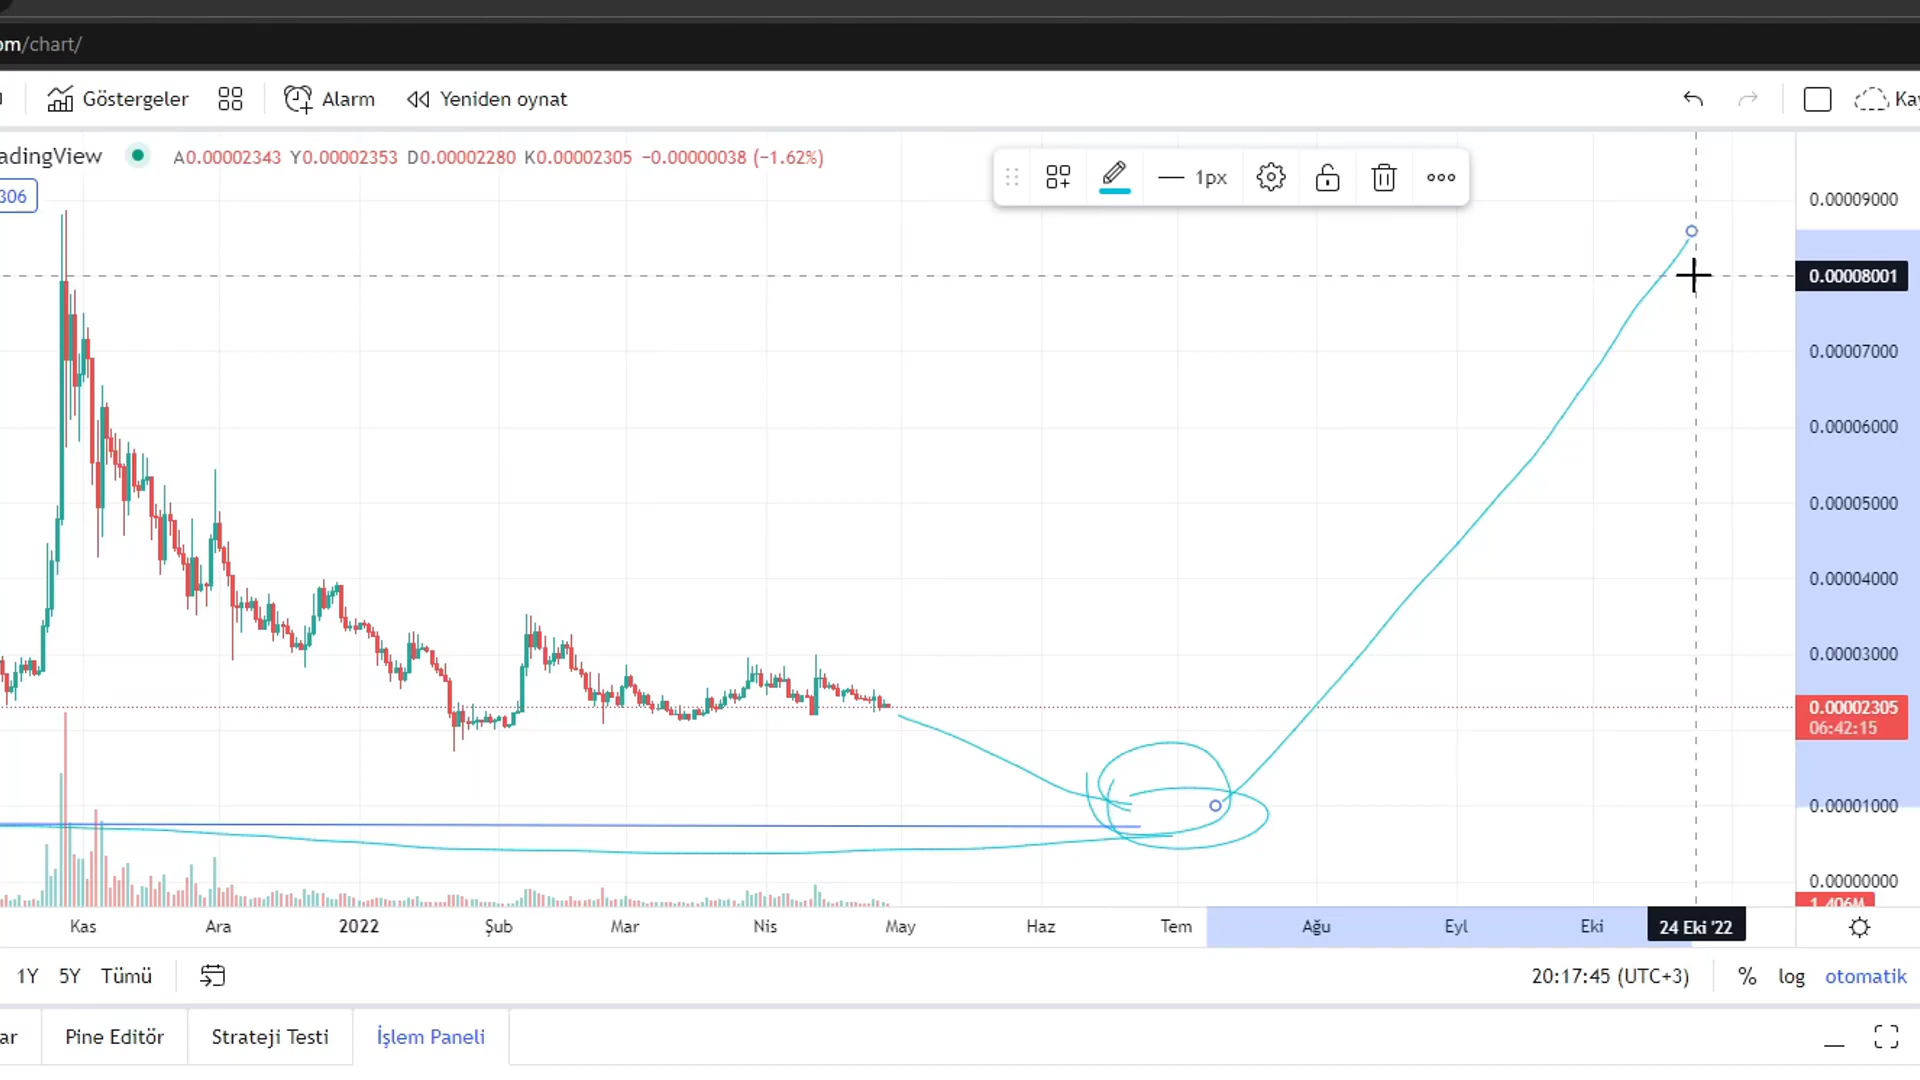 om/chart/
Göstergeler Alarm Yeniden oynat Kay
adingView A0.00002343 Y0.00002353 D0.00002280 K0.00002305 −0.00000038 (−1.62%)
306
1px
0.00009000
0.00008001
0.00007000
0.00006000
0.00005000
0.00004000
0.00003000
0.00002305
06:42:15
0.00001000
0.00000000
1.406M
Kas Ara 2022 Şub Mar Nis May Haz Tem Ağu Eyl Eki 24 Eki '22
1Y 5Y Tümü 20:17:45 (UTC+3) % log otomatik
ar Pine Editör Strateji Testi İşlem Paneli